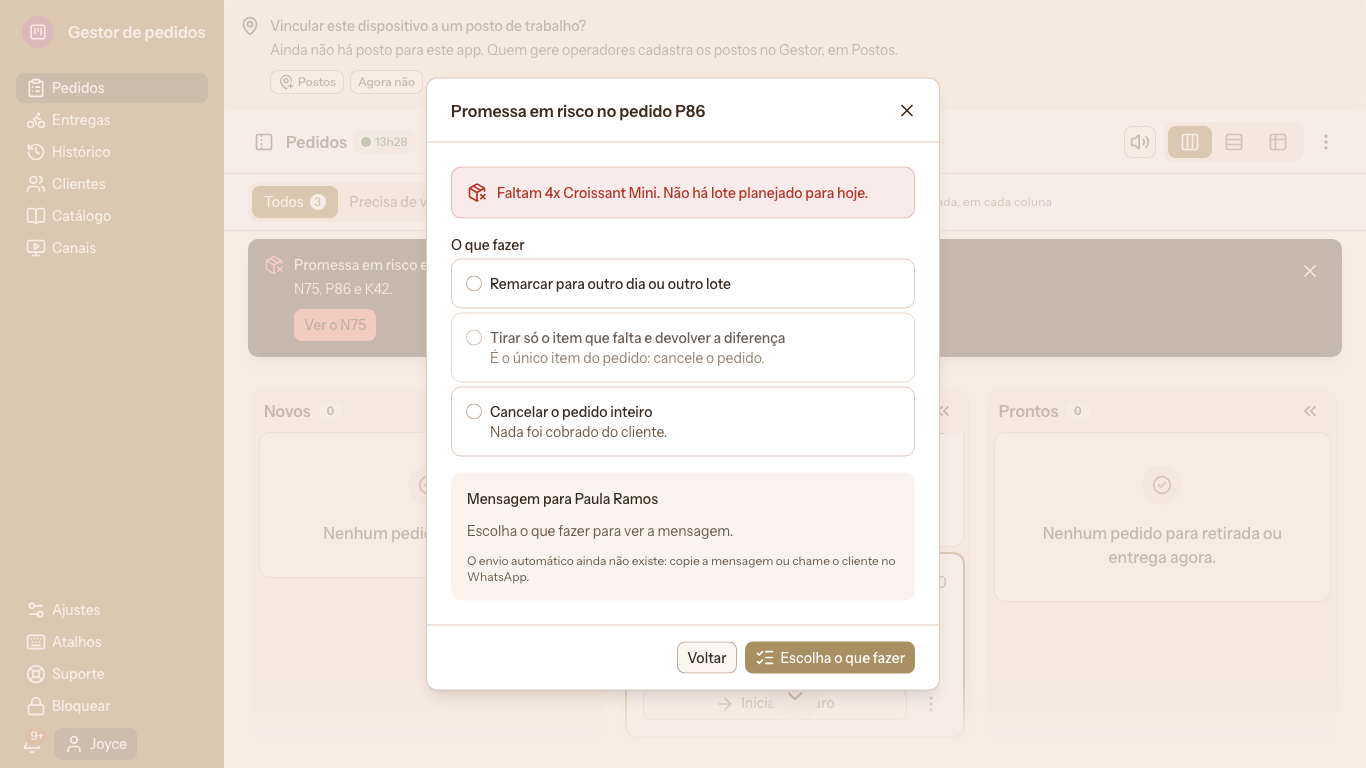 Gestor de pedidos
Pedidos
Entregas
Histórico
Clientes
Catálogo
Canais
Ajustes
Atalhos
Suporte
Bloquear
9+
Joyce
Vincular este dispositivo a um posto de trabalho?
Ainda não há posto para este app. Quem gere operadores cadastra os postos no Gestor, em Postos.
Postos
Agora não
Pedidos
13h28
Todos 3
Precisa de
em cada coluna
Promessa em risco
N75, P86 e K42.
Ver o N75
Novos 0
Nenhum
Prontos 0
Nenhum pedido para retirada ou
entrega agora.
Promessa em risco no pedido P86
Faltam 4x Croissant Mini. Não há lote planejado para hoje.
O que fazer
Remarcar para outro dia ou outro lote
Tirar só o item que falta e devolver a diferença
É o único item do pedido: cancele o pedido.
Cancelar o pedido inteiro
Nada foi cobrado do cliente.
Mensagem para Paula Ramos
Escolha o que fazer para ver a mensagem.
O envio automático ainda não existe: copie a mensagem ou chame o cliente no
WhatsApp.
Voltar
Escolha o que fazer